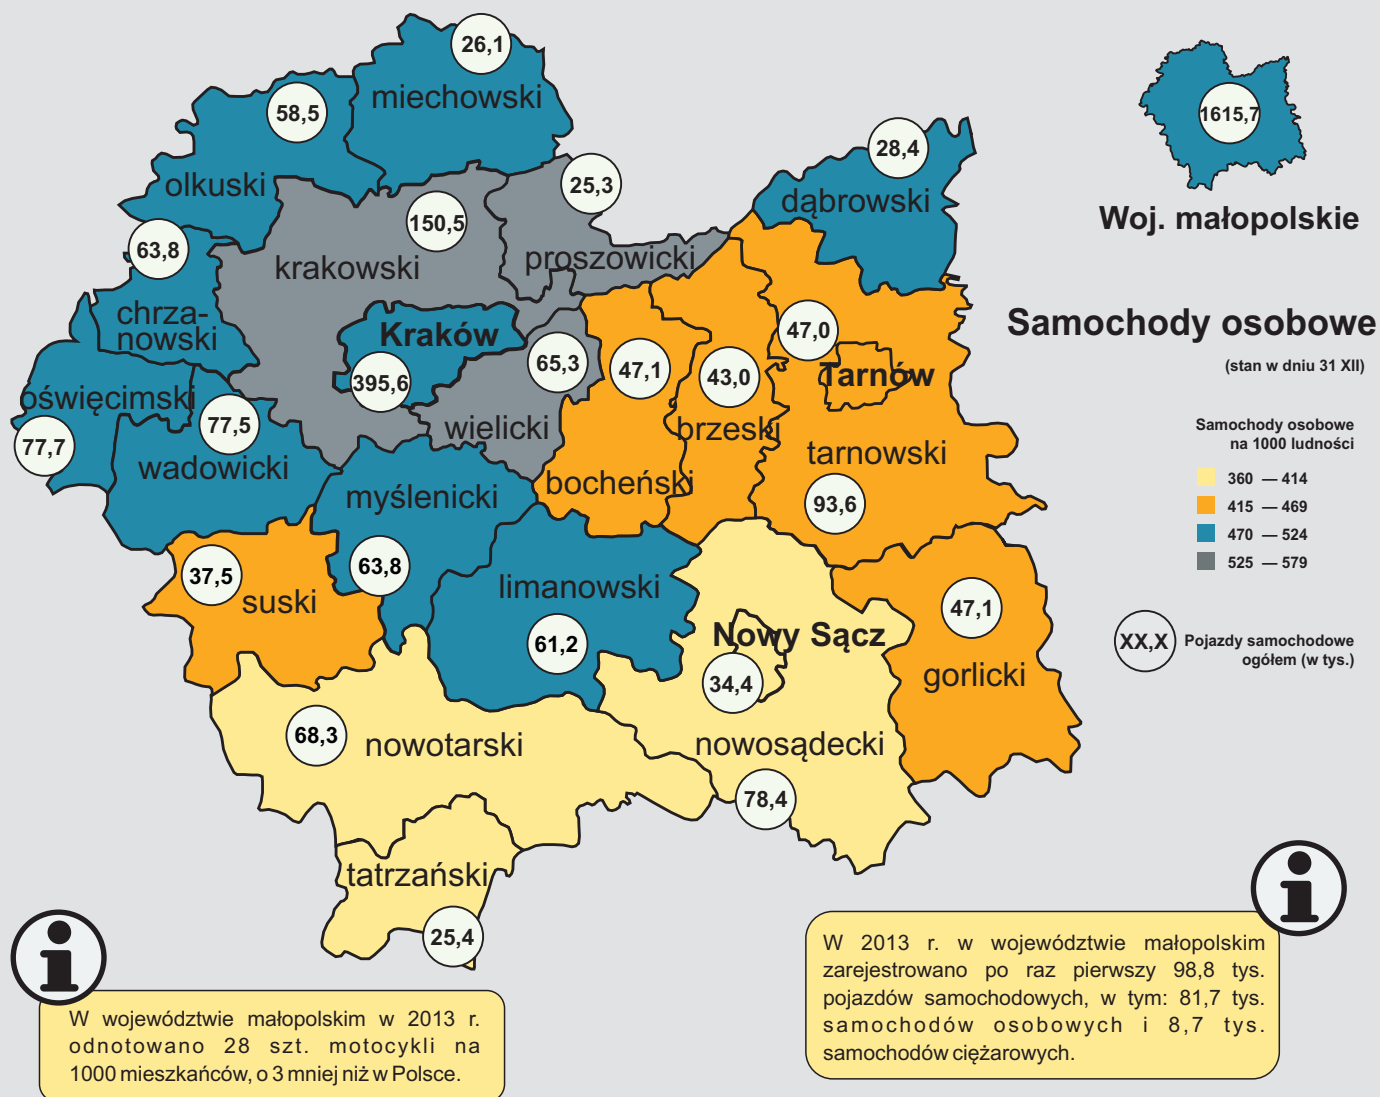 26,1
miechowski
58,5
olkuski
25,3
28,4
dąbrowski
1615,7
Woj. małopolskie
150,5
63,8
krakowski
proszowicki
chrza-
nowski
Kraków
395,6
65,3
47,1
43,0
47,0
Tarnów
Samochody osobowe
(stan w dniu 31 XII)
oświęcimski
77,7
77,5
wadowicki
wielicki
brzeski
tarnowski
93,6
bocheński
myślenicki
63,8
Samochody osobowe
na 1000 ludności
360 — 414
415 — 469
470 — 524
525 — 579
37,5
suski
limanowski
61,2
47,1
gorlicki
XX,X
Pojazdy samochodowe
ogółem (w tys.)
Nowy Sącz
34,4
68,3
nowotarski
nowosądecki
78,4
tatrzański
25,4
W województwie małopolskim w 2013 r.
odnotowano 28 szt. motocykli na
1000 mieszkańców, o 3 mniej niż w Polsce.
W 2013 r. w województwie małopolskim
zarejestrowano po raz pierwszy 98,8 tys.
pojazdów samochodowych, w tym: 81,7 tys.
samochodów osobowych i 8,7 tys.
samochodów ciężarowych.